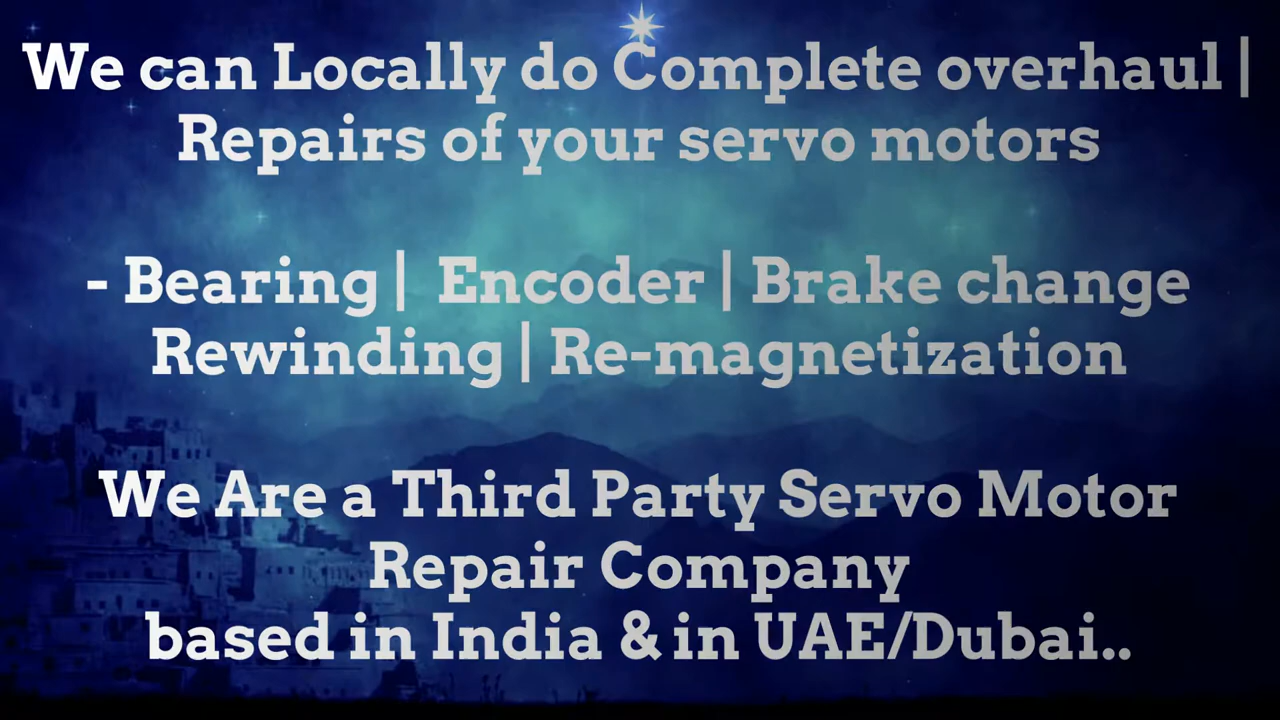 We can Locally do Complete overhaul |
Repairs of your servo motors
- Bearing | Encoder | Brake change
Rewinding | Re-magnetization
We Are a Third Party Servo Motor
Repair Company
based in India & in UAE/Dubai..